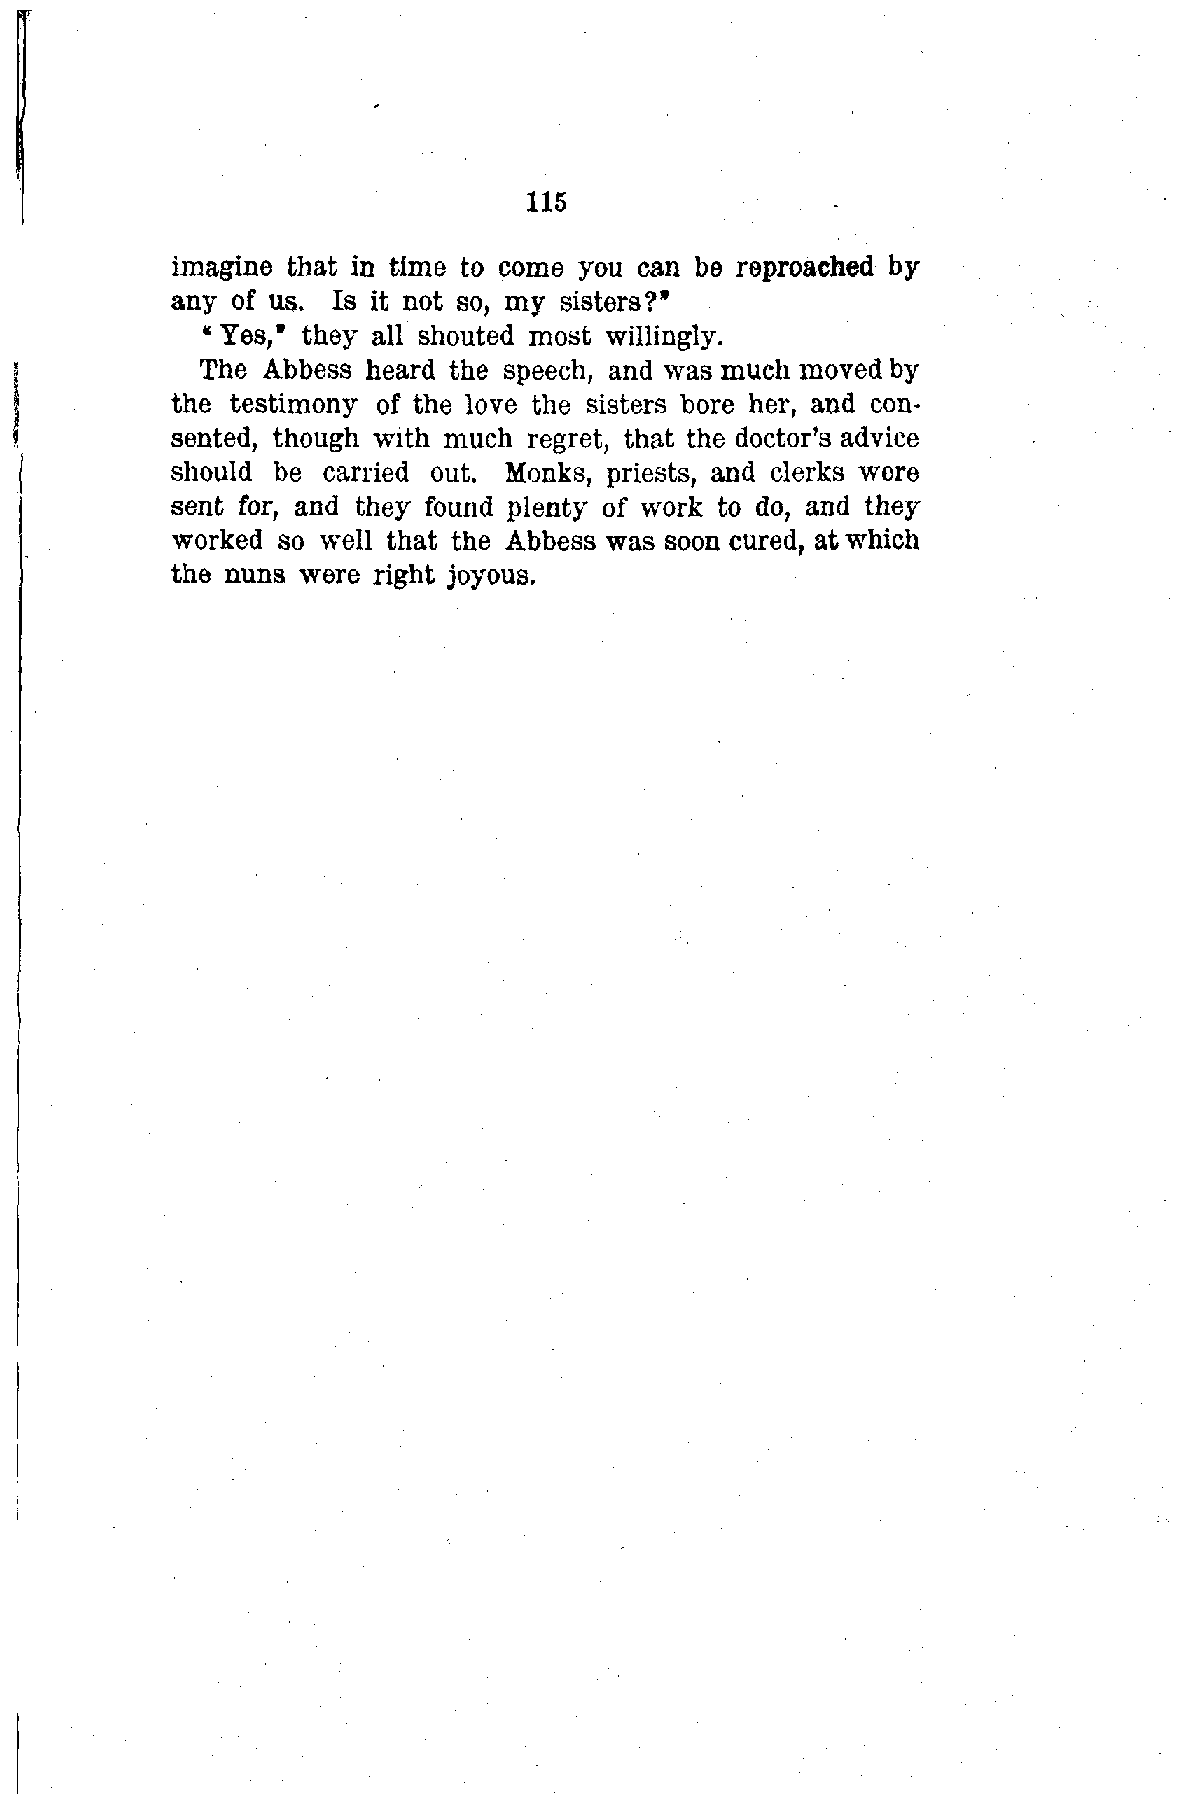 115
imagine that in time to come you can be reproached by
any of us. Is it not so, my sisters?"
"Yes," they all shouted most willingly.
The Abbess heard the speech, and was much moved by
the testimony of the love the sisters bore her, and con-
sented, though with much regret, that the doctor's advice
should be carried out. Monks, priests, and clerks were
sent for, and they found plenty of work to do, and they
worked so well that the Abbess was soon cured, at which
the nuns were right joyous.